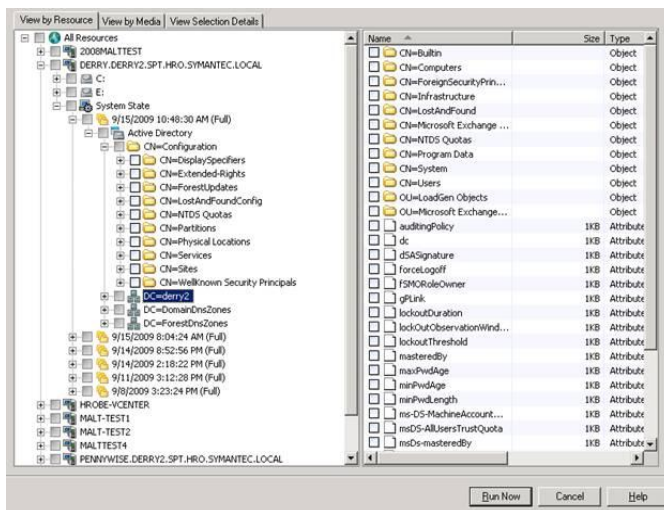 View by Resource View by Media View Selection Details
All Resources
2008MALTTEST
DERRY.DERRY2.SPT.HRO.SYMANTEC.LOCAL
C:
E:
System State
9/15/2009 10:48:30 AM (Full)
Active Directory
CN=Configuration
CN=DisplaySpecifiers
CN=Extended-Rights
CN=ForestUpdates
CN=LostAndFoundConfig
CN=NTDS Quotas
CN=Partitions
CN=Physical Locations
CN=Services
CN=Sites
CN=WellKnown Security Principals
DC=derry2
DC=DomainDnsZones
DC=ForestDnsZones
9/15/2009 8:04:24 AM (Full)
9/14/2009 8:52:56 PM (Full)
9/14/2009 2:18:22 PM (Full)
9/11/2009 3:12:28 PM (Full)
9/8/2009 3:23:24 PM (Full)
HROBE-VCENTER
MALT-TEST1
MALT-TEST2
MALTTEST4
PENNYWISE.DERRY2.SPT.HRO.SYMANTEC.LOCAL
Name Size Type
CN=Builtin Object
CN=Computers Object
CN=ForeignSecurityPrin... Object
CN=Infrastructure Object
CN=LostAndFound Object
CN=Microsoft Exchange ... Object
CN=NTDS Quotas Object
CN=Program Data Object
CN=System Object
CN=Users Object
OU=LoadGen Objects Object
OU=Microsoft Exchange... Object
auditingPolicy 1KB Attribute
dc 1KB Attribute
dSASignature 1KB Attribute
forceLogoff 1KB Attribute
fSMORoleOwner 1KB Attribute
gPLink 1KB Attribute
lockoutDuration 1KB Attribute
lockOutObservationWind... 1KB Attribute
lockoutThreshold 1KB Attribute
masteredBy 1KB Attribute
maxPwdAge 1KB Attribute
minPwdAge 1KB Attribute
minPwdLength 1KB Attribute
ms-DS-MachineAccount... 1KB Attribute
msDS-AllUsersTrustQuota 1KB Attribute
msDs-masteredBy 1KB Attribute
Run Now Cancel Help